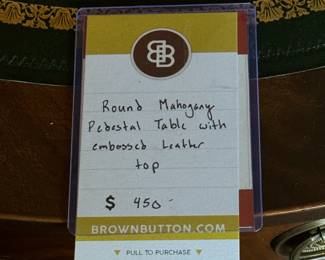 BB
Round Mahogany
Pedestal Table with
embossed leather
top
$ 450-
BROWNBUTTON.COM
PULL TO PURCHASE